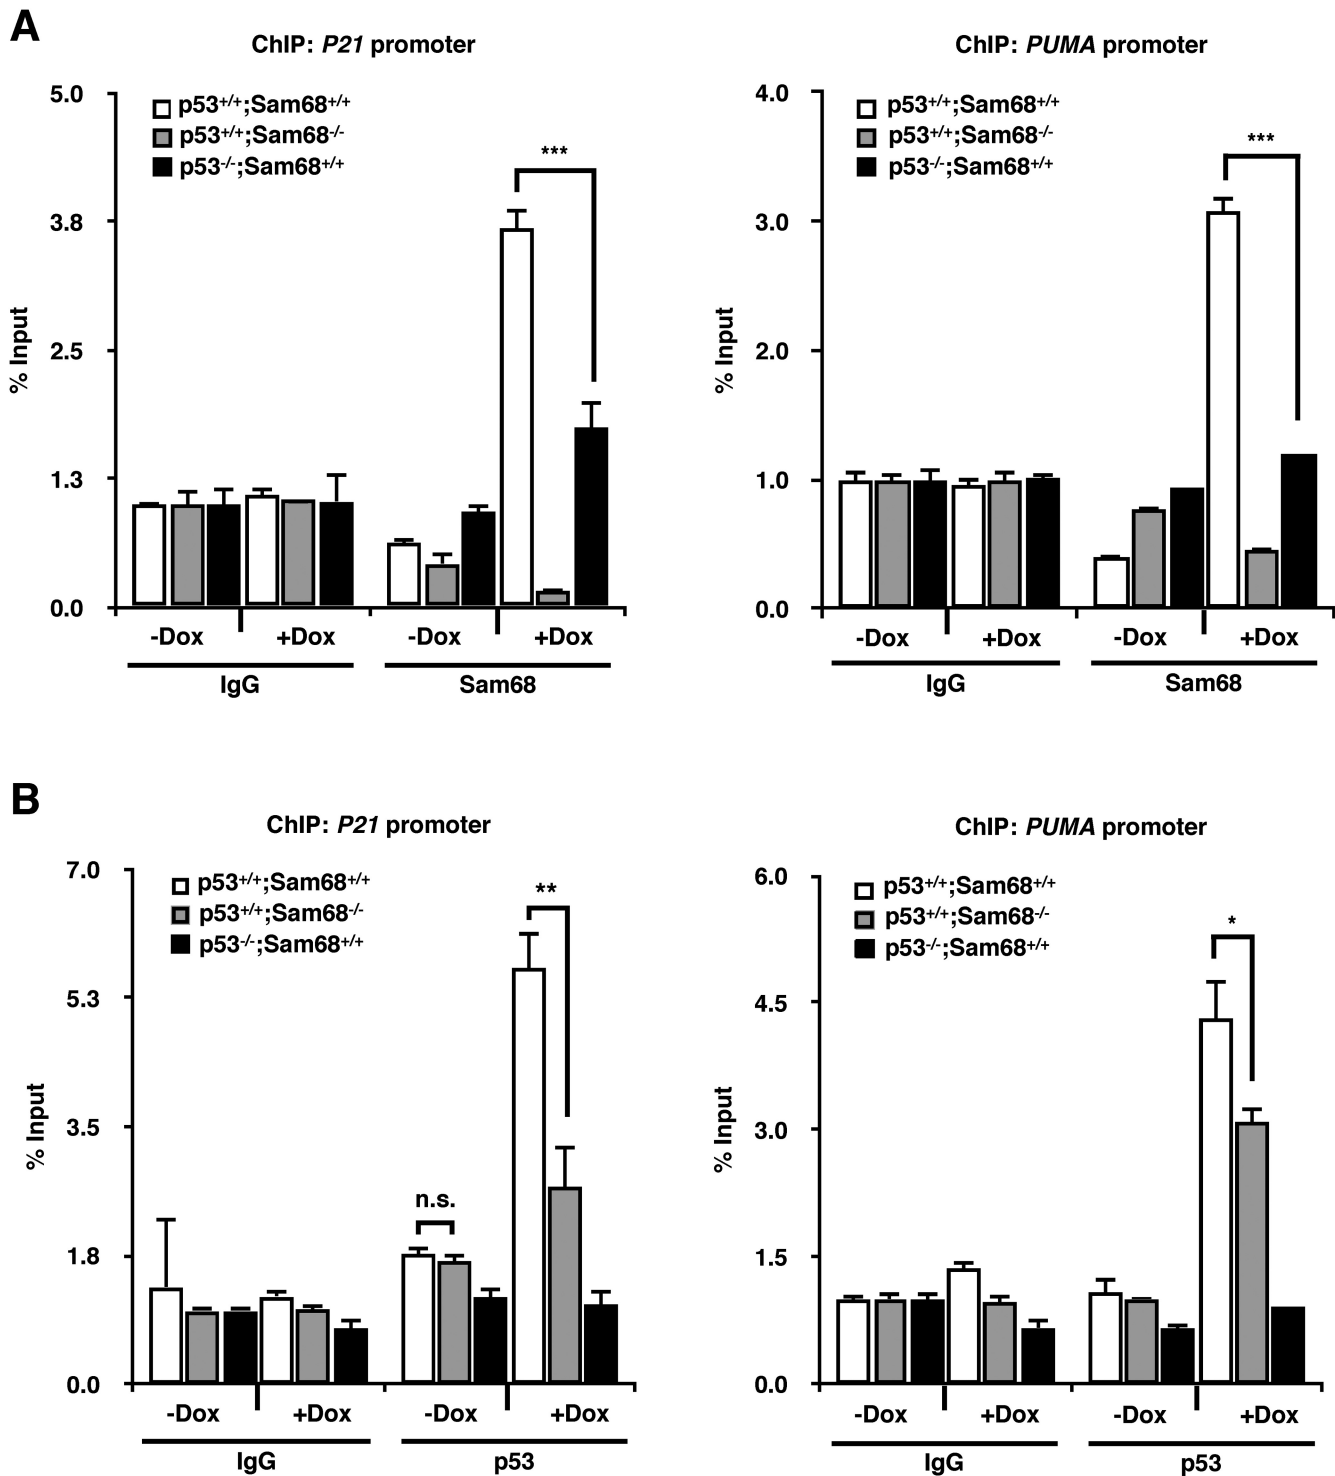 A
ChIP: P21 promoter
5.0
3.8
2.5
1.3
0.0
% Input
p53+/+;Sam68+/+
p53+/+;Sam68-/-
p53-/-;Sam68+/+
***
-Dox +Dox -Dox +Dox
IgG Sam68
ChIP: PUMA promoter
4.0
3.0
2.0
1.0
0.0
% Input
p53+/+;Sam68+/+
p53+/+;Sam68-/-
p53-/-;Sam68+/+
***
-Dox +Dox -Dox +Dox
IgG Sam68
B
ChIP: P21 promoter
7.0
5.3
3.5
1.8
0.0
% Input
p53+/+;Sam68+/+
p53+/+;Sam68-/-
p53-/-;Sam68+/+
**
n.s.
-Dox +Dox -Dox +Dox
IgG p53
ChIP: PUMA promoter
6.0
4.5
3.0
1.5
0.0
% Input
p53+/+;Sam68+/+
p53+/+;Sam68-/-
p53-/-;Sam68+/+
*
-Dox +Dox -Dox +Dox
IgG p53